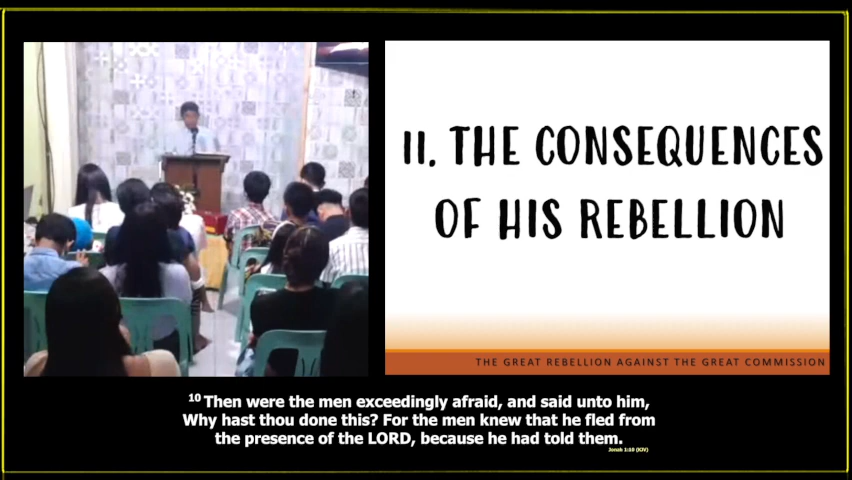 II. THE CONSEQUENCES
OF HIS REBELLION
THE GREAT REBELLION AGAINST THE GREAT COMMISSION
10 Then were the men exceedingly afraid, and said unto him,
Why hast thou done this? For the men knew that he fled from
the presence of the LORD, because he had told them.
Jonah 1:10 (KJV)